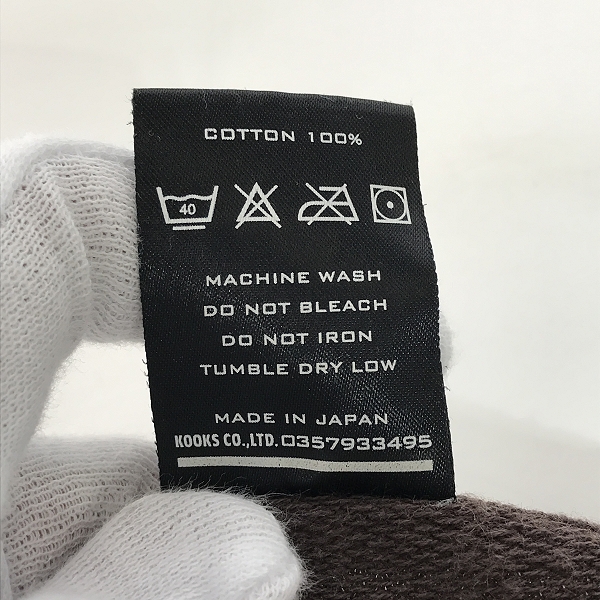 COTTON 100%
40
MACHINE WASH
DO NOT BLEACH
DO NOT IRON
TUMBLE DRY LOW
MADE IN JAPAN
KOOKS CO.,LTD. 0357933495